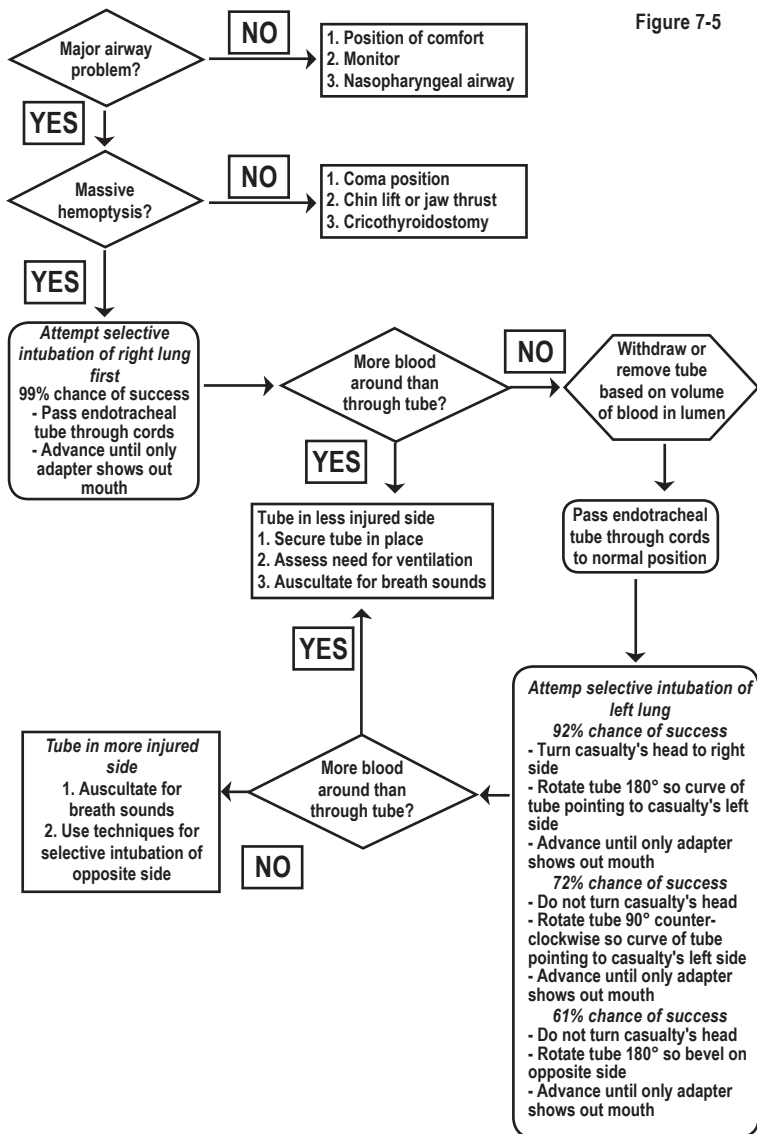 Figure 7-5
Major airway
problem?
NO
1. Position of comfort
2. Monitor
3. Nasopharyngeal airway
YES
Massive
hemoptysis?
NO
1. Coma position
2. Chin lift or jaw thrust
3. Cricothyroidostomy
YES
Attempt selective
intubation of right lung
first
99% chance of success
- Pass endotracheal
tube through cords
- Advance until only
adapter shows out
mouth
More blood
around than
through tube?
NO
Withdraw or
remove tube
based on volume
of blood in lumen
YES
Tube in less injured side
1. Secure tube in place
2. Assess need for ventilation
3. Auscultate for breath sounds
Pass endotracheal
tube through cords
to normal position
YES
Attemp selective intubation of
left lung
92% chance of success
- Turn casualty's head to right
side
- Rotate tube 180° so curve of
tube pointing to casualty's left
side
- Advance until only adapter
shows out mouth
72% chance of success
- Do not turn casualty's head
- Rotate tube 90° counter-
clockwise so curve of tube
pointing to casualty's left side
- Advance until only adapter
shows out mouth
61% chance of success
- Do not turn casualty's head
- Rotate tube 180° so bevel on
opposite side
- Advance until only adapter
shows out mouth
More blood
around than
through tube?
NO
Tube in more injured
side
1. Auscultate for
breath sounds
2. Use techniques for
selective intubation of
opposite side